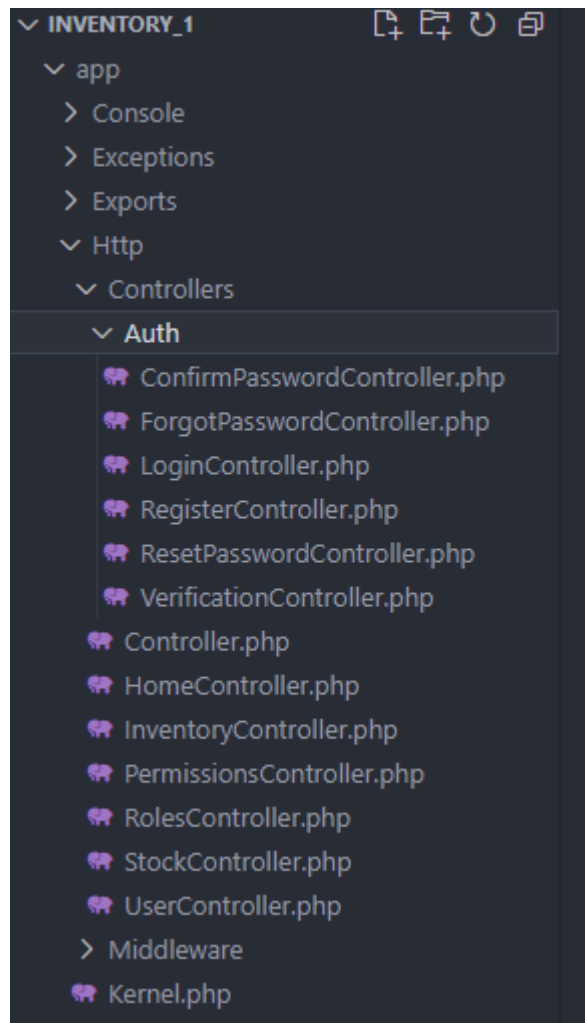 INVENTORY_1
app
Console
Exceptions
Exports
Http
Controllers
Auth
ConfirmPasswordController.php
ForgotPasswordController.php
LoginController.php
RegisterController.php
ResetPasswordController.php
VerificationController.php
Controller.php
HomeController.php
InventoryController.php
PermissionsController.php
RolesController.php
StockController.php
UserController.php
Middleware
Kernel.php